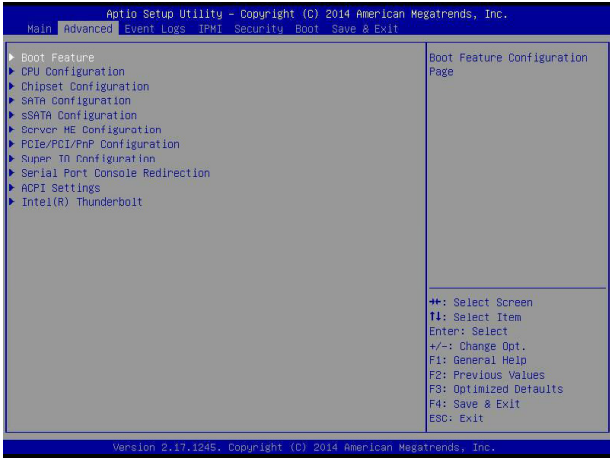 Aptio Setup Utility – Copyright (C) 2014 American Megatrends, Inc.
Main Advanced Event Logs IPMI Security Boot Save & Exit
Boot Feature
CPU Configuration
Chipset Configuration
SATA Configuration
sSATA Configuration
Server ME Configuration
PCIe/PCI/PnP Configuration
Super IO Configuration
Serial Port Console Redirection
ACPI Settings
Intel(R) Thunderbolt
Boot Feature Configuration
Page
→←: Select Screen
↑↓: Select Item
Enter: Select
+/-: Change Opt.
F1: General Help
F2: Previous Values
F3: Optimized Defaults
F4: Save & Exit
ESC: Exit
Version 2.17.1245. Copyright (C) 2014 American Megatrends, Inc.